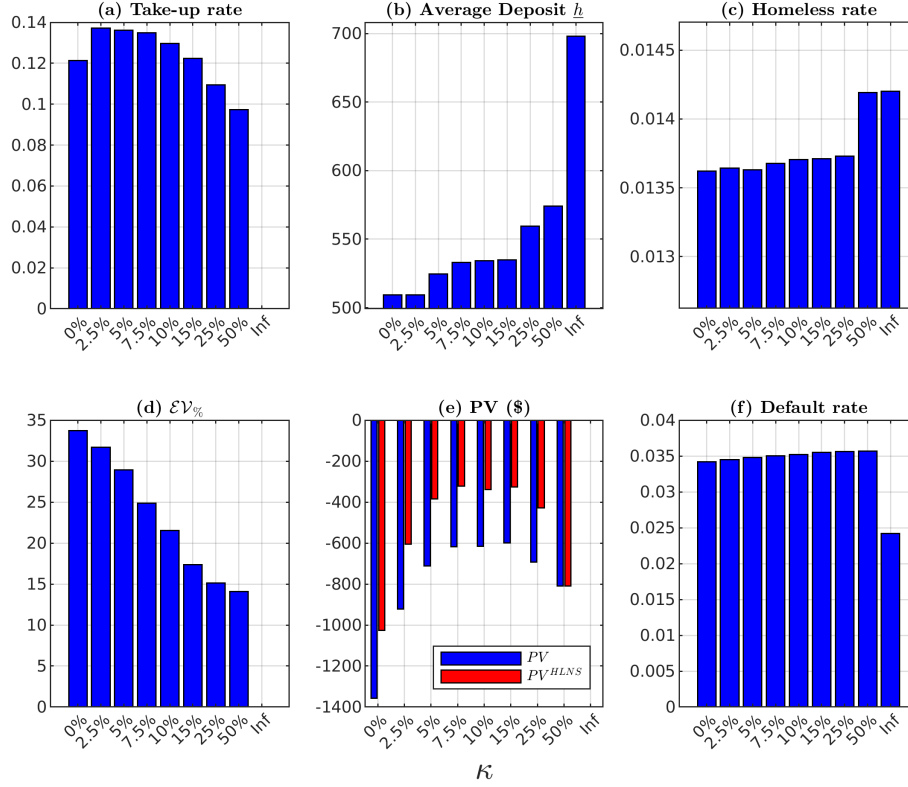 (a) Take-up rate
0.14
0.12
0.1
0.08
0.06
0.04
0.02
0
0% 2.5% 5% 7.5% 10% 15% 25% 50% Inf
(b) Average Deposit h
700
650
600
550
500
0% 2.5% 5% 7.5% 10% 15% 25% 50% Inf
(c) Homeless rate
0.0145
0.014
0.0135
0.013
0% 2.5% 5% 7.5% 10% 15% 25% 50% Inf
(d) ℰ𝒱%
35
30
25
20
15
10
5
0
0% 2.5% 5% 7.5% 10% 15% 25% 50% Inf
(e) PV ($)
0
-200
-400
-600
-800
-1000
-1200
-1400
PV
PV^HLNS
0% 2.5% 5% 7.5% 10% 15% 25% 50% Inf
(f) Default rate
0.04
0.035
0.03
0.025
0.02
0.015
0.01
0.005
0
0% 2.5% 5% 7.5% 10% 15% 25% 50% Inf
κ